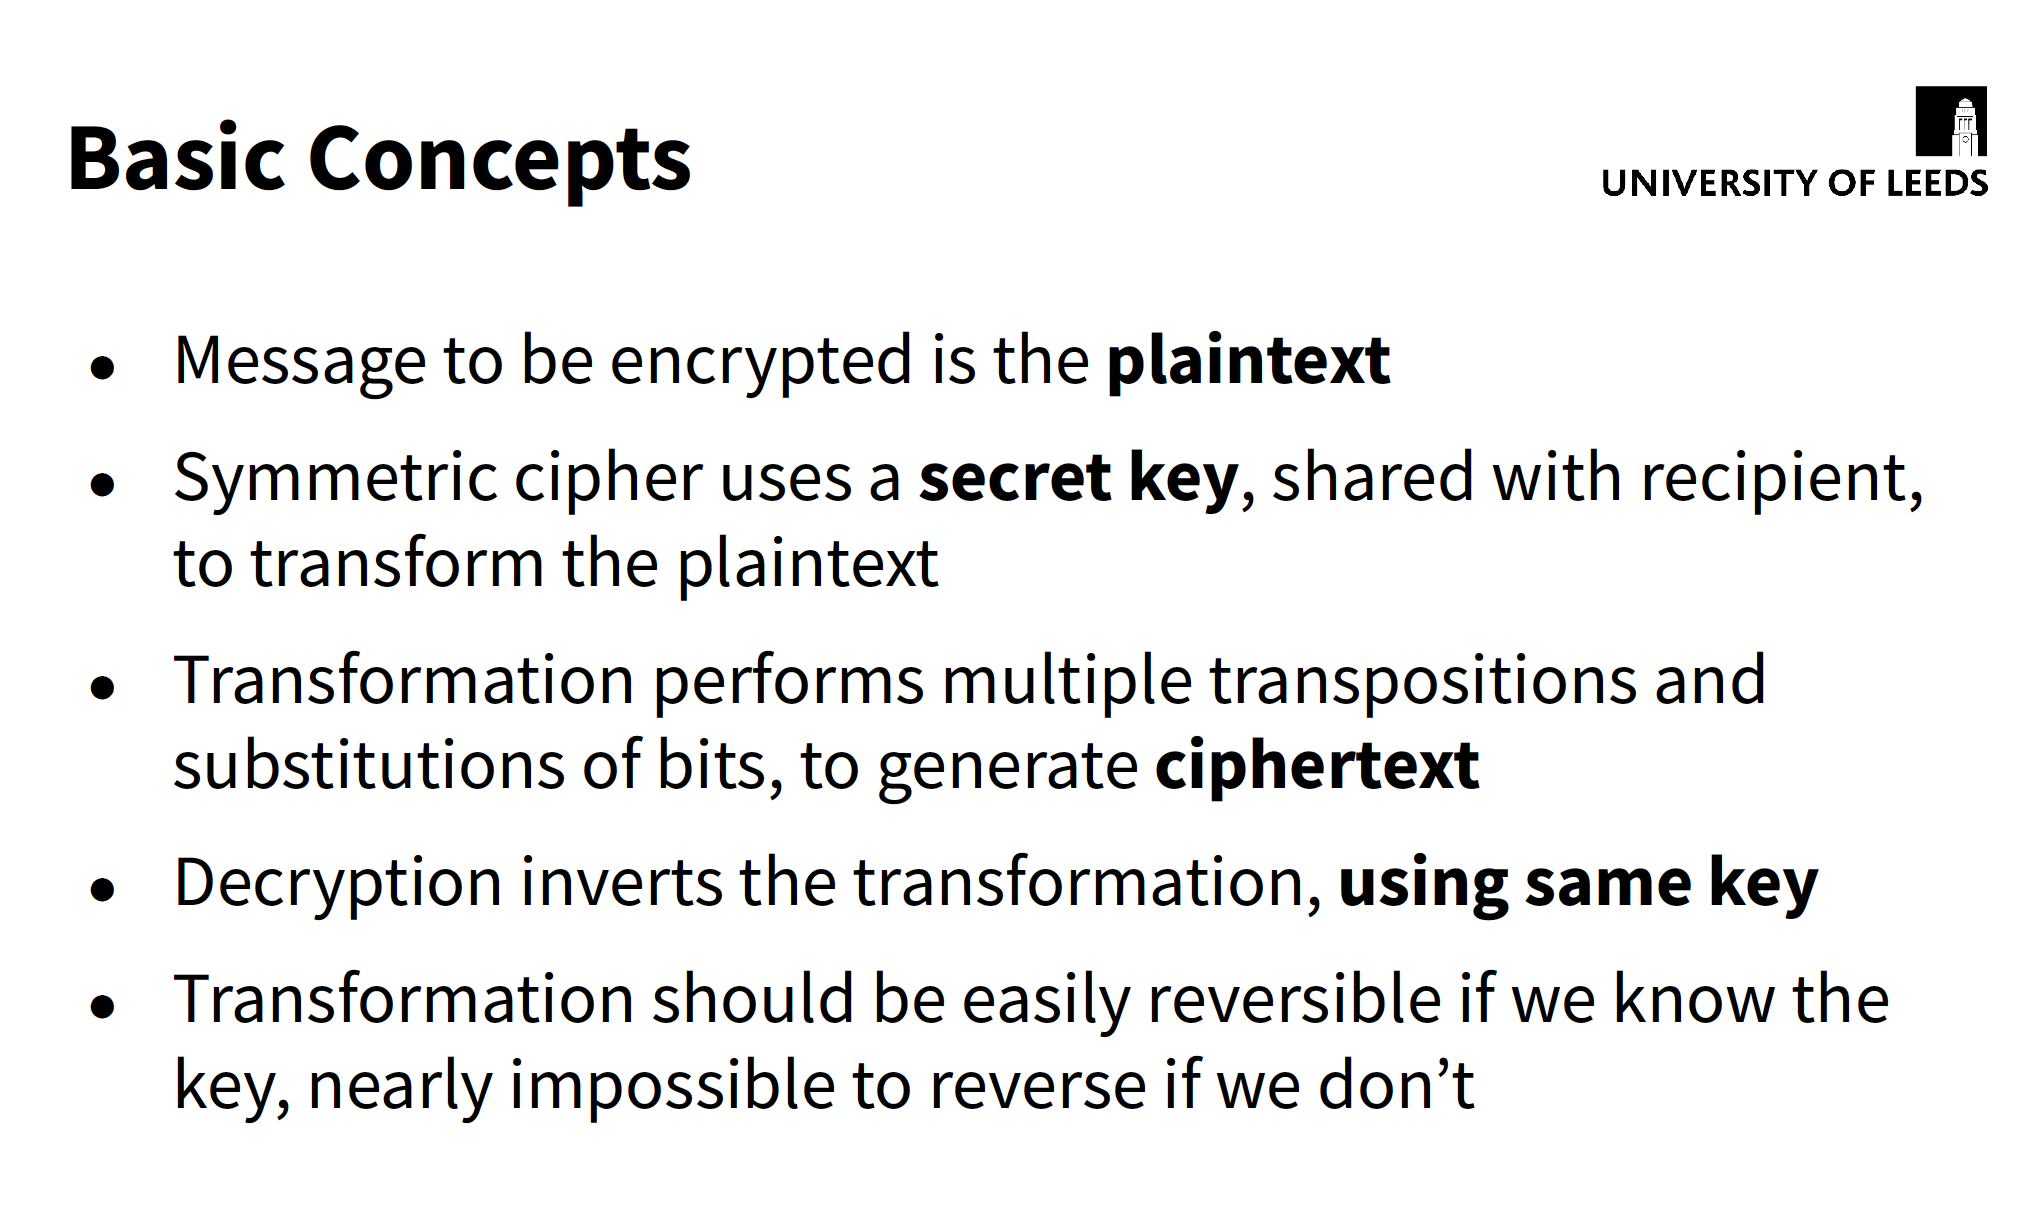 Basic Concepts
UNIVERSITY OF LEEDS
• Message to be encrypted is the plaintext
• Symmetric cipher uses a secret key, shared with recipient,
to transform the plaintext
• Transformation performs multiple transpositions and
substitutions of bits, to generate ciphertext
• Decryption inverts the transformation, using same key
• Transformation should be easily reversible if we know the
key, nearly impossible to reverse if we don’t